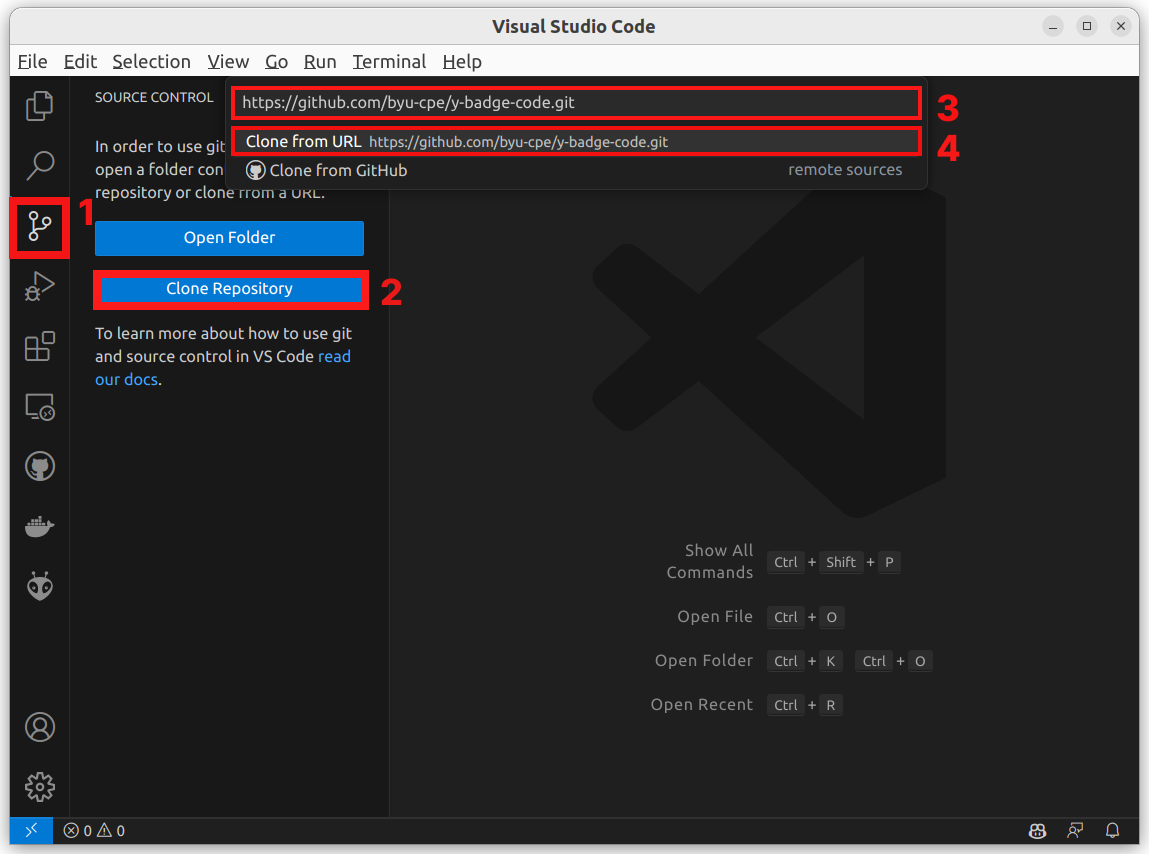 Visual Studio Code
File Edit Selection View Go Run Terminal Help
SOURCE CONTROL
https://github.com/byu-cpe/y-badge-code.git
3
Clone from URL https://github.com/byu-cpe/y-badge-code.git
4
Clone from GitHub
remote sources
In order to use git
open a folder con
repository or clone from a URL.
1
Open Folder
Clone Repository
2
To learn more about how to use git
and source control in VS Code read
our docs.
Show All
Commands
Ctrl + Shift + P
Open File Ctrl + O
Open Folder Ctrl + K Ctrl + O
Open Recent Ctrl + R
0 0